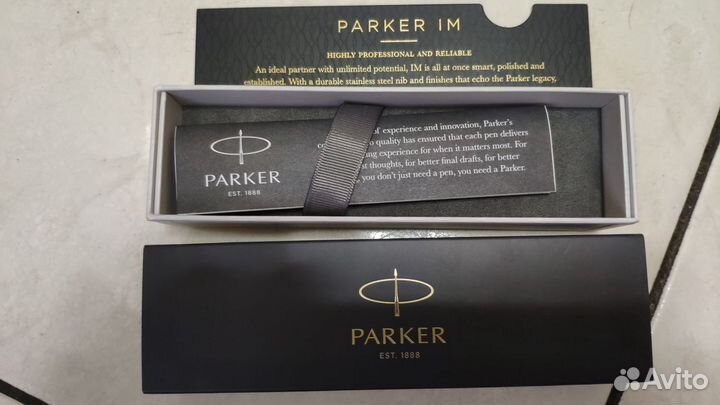 PARKER IM
HIGHLY PROFESSIONAL AND RELIABLE
An ideal partner with unlimited potential, IM is all at once smart, polished and
established. With a durable stainless steel nib and finishes that echo the Parker legacy,
of experience and innovation, Parker's
to quality has ensured that each pen delivers
experience for when it matters most. For
thoughts, for better final drafts, for better
you don't just need a pen, you need a Parker.
PARKER
EST. 1888
PARKER
EST. 1888
Avito